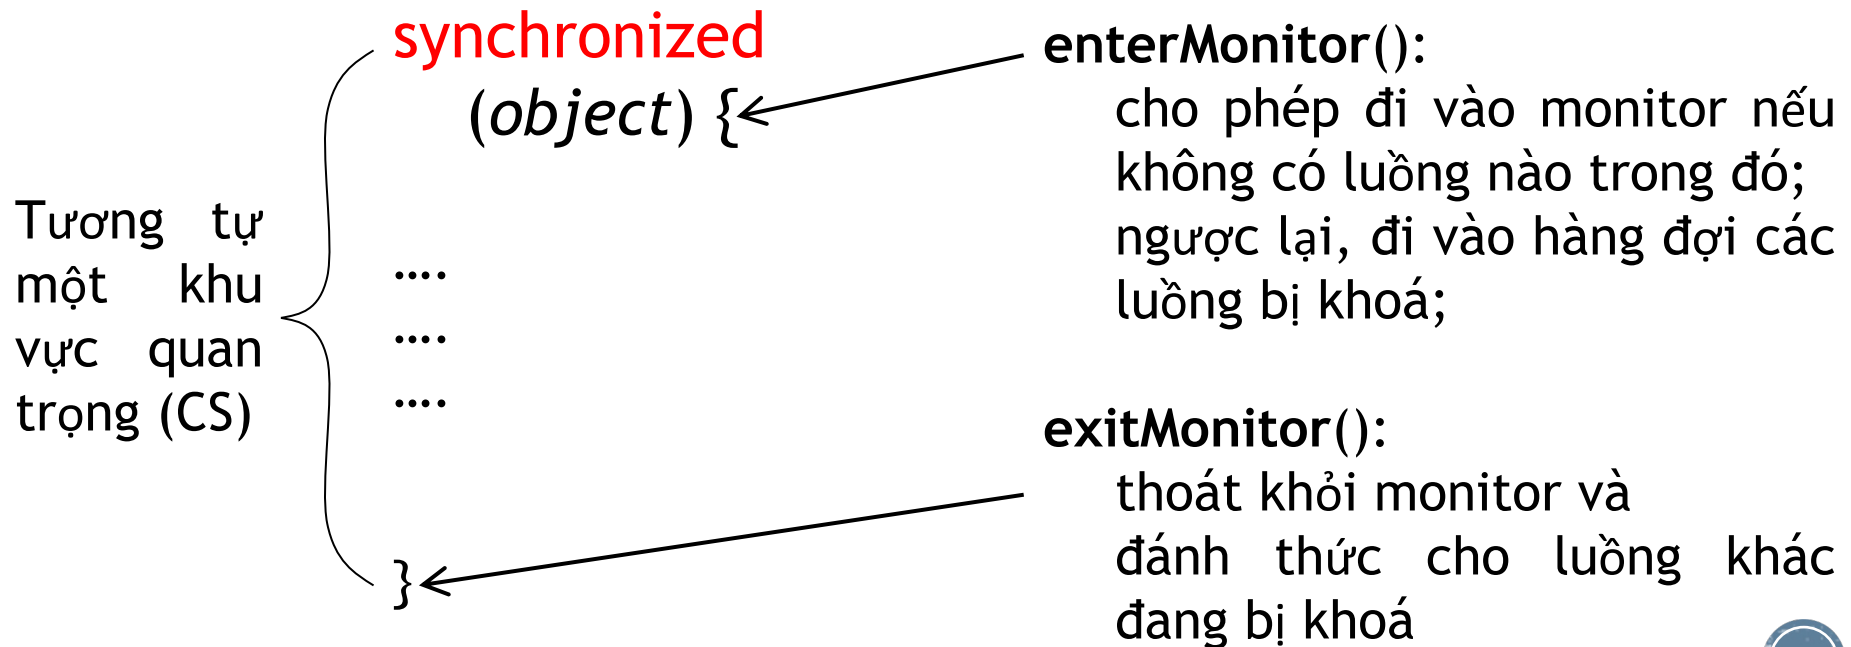 Tương tự
một khu
vực quan
trọng (CS)
synchronized
(object) {
....
....
....
}
enterMonitor():
cho phép đi vào monitor nếu
không có luồng nào trong đó;
ngược lại, đi vào hàng đợi các
luồng bị khoá;
exitMonitor():
thoát khỏi monitor và
đánh thức cho luồng khác
đang bị khoá